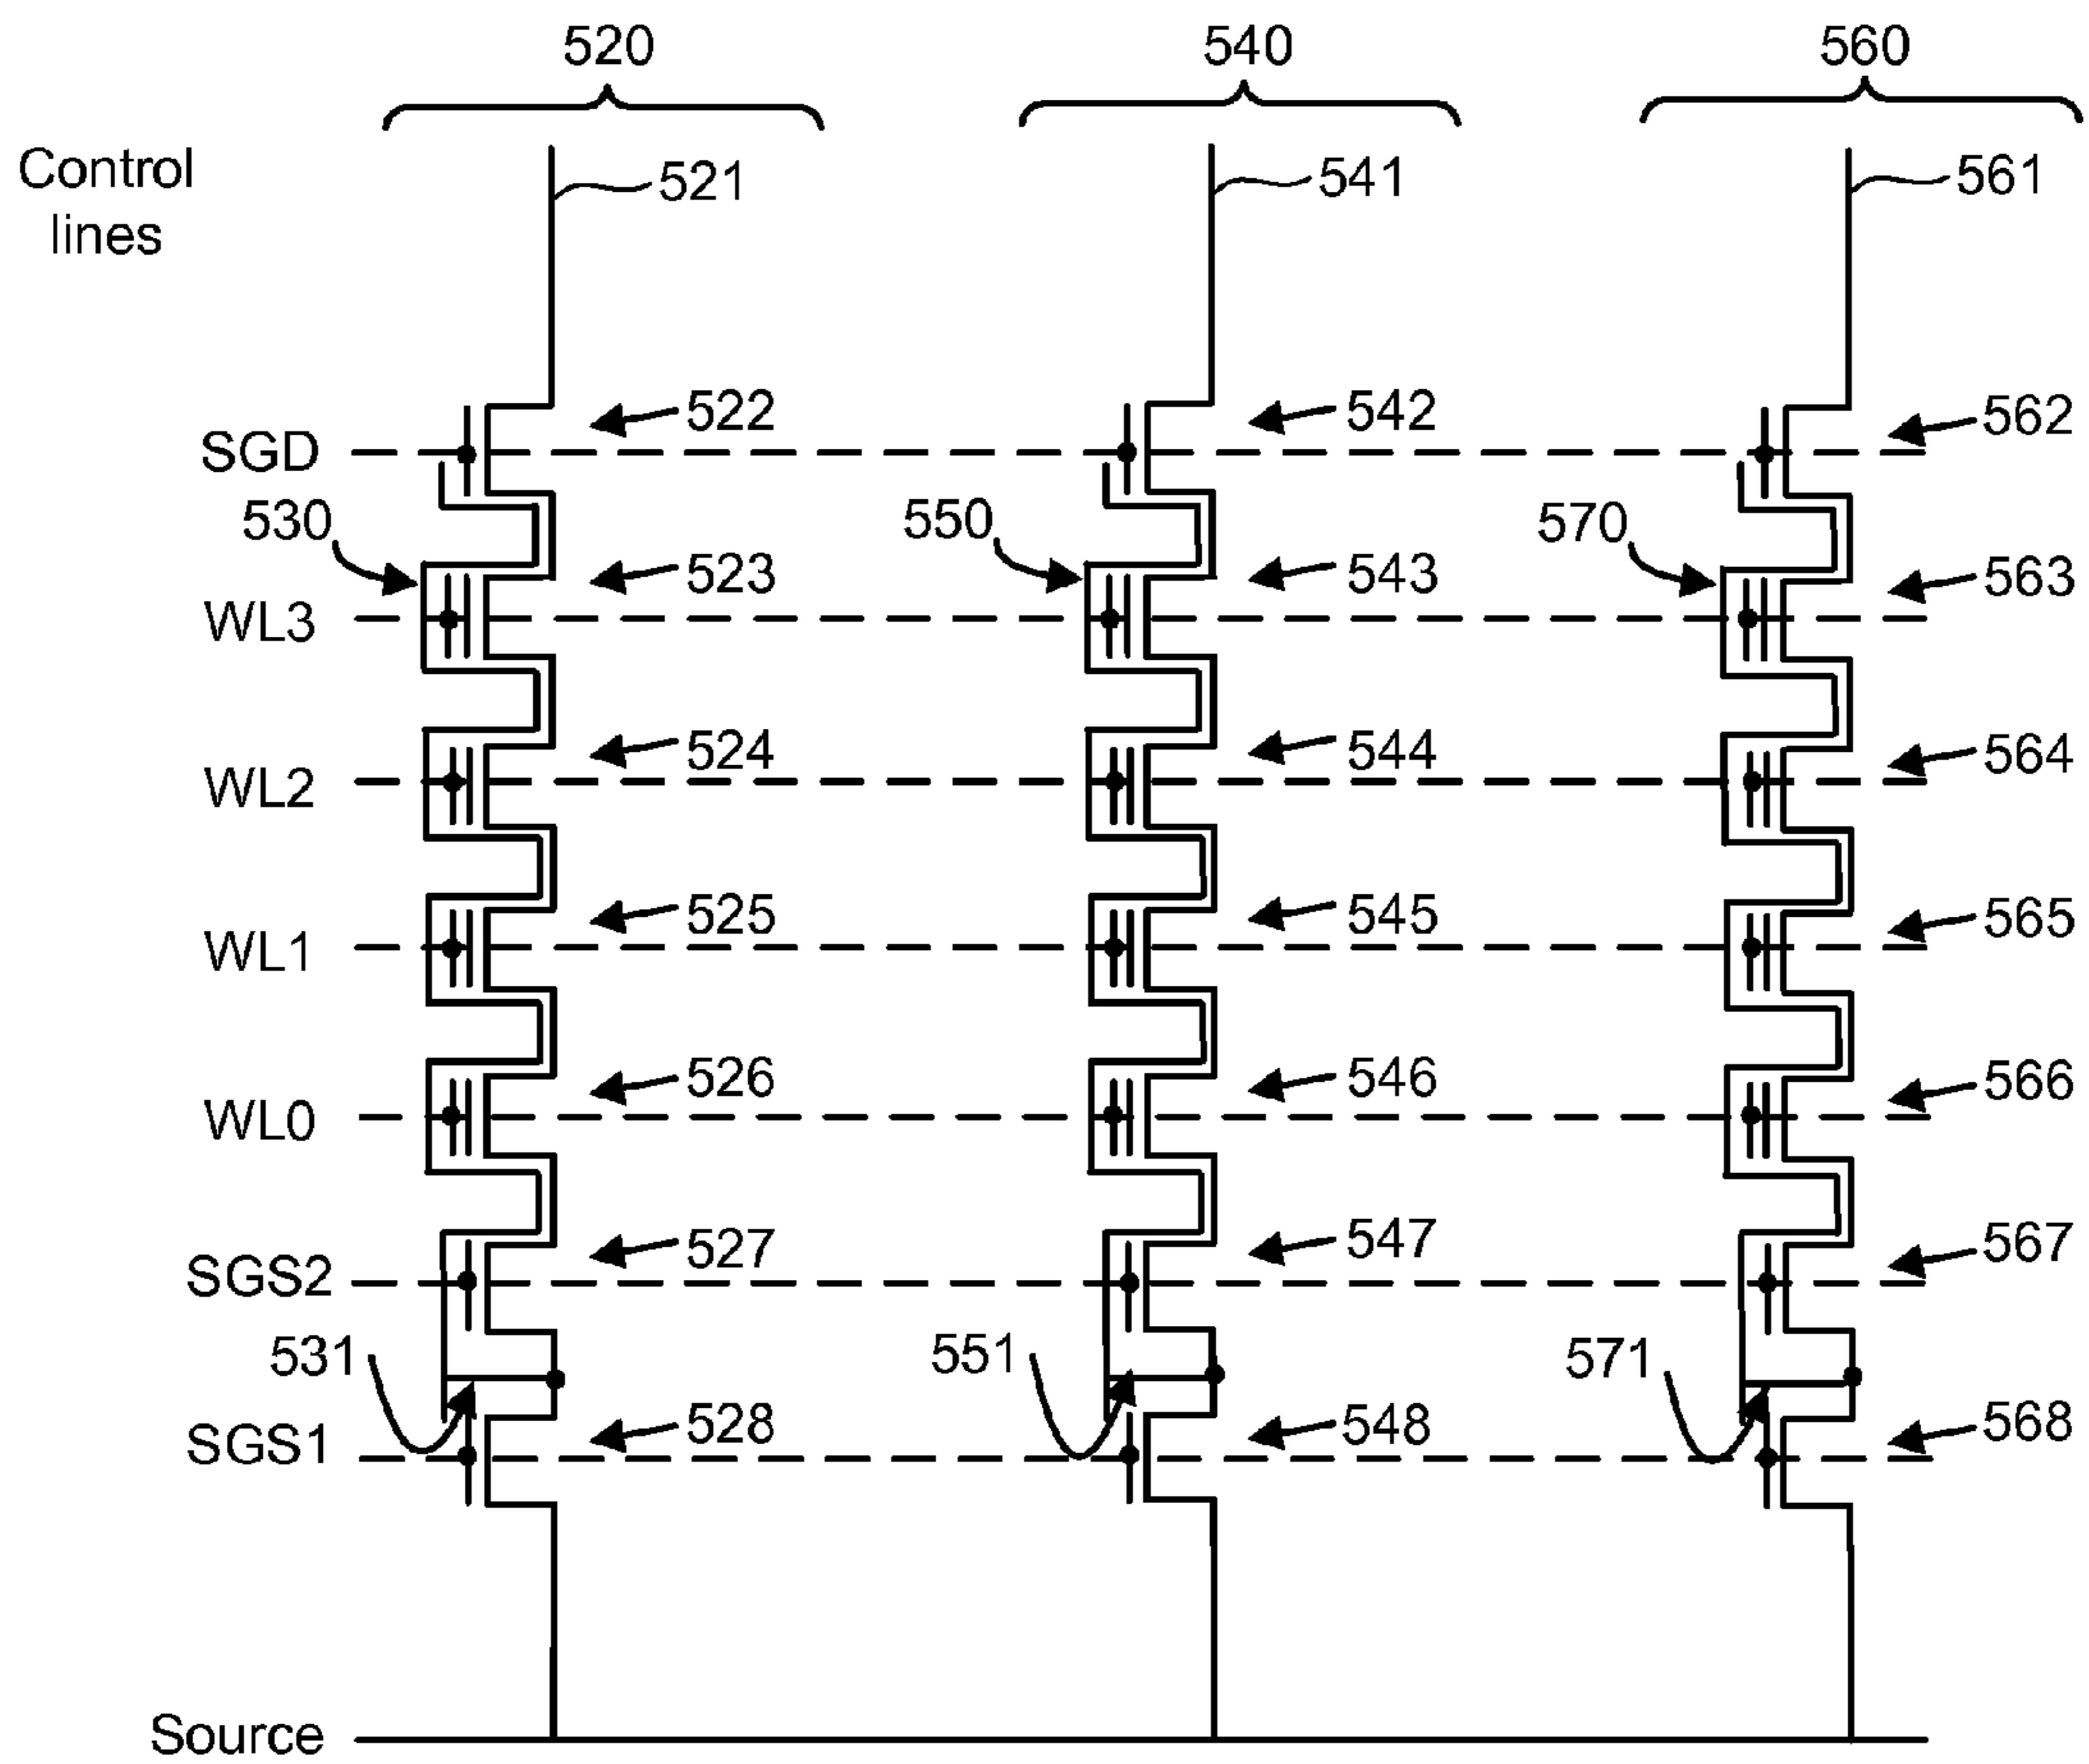 520 540 560
Control
lines
521 541 561
SGD 522 542 562
530 550 570
WL3 523 543 563
WL2 524 544 564
WL1 525 545 565
WL0 526 546 566
SGS2 527 547 567
531 551 571
SGS1 528 548 568
Source